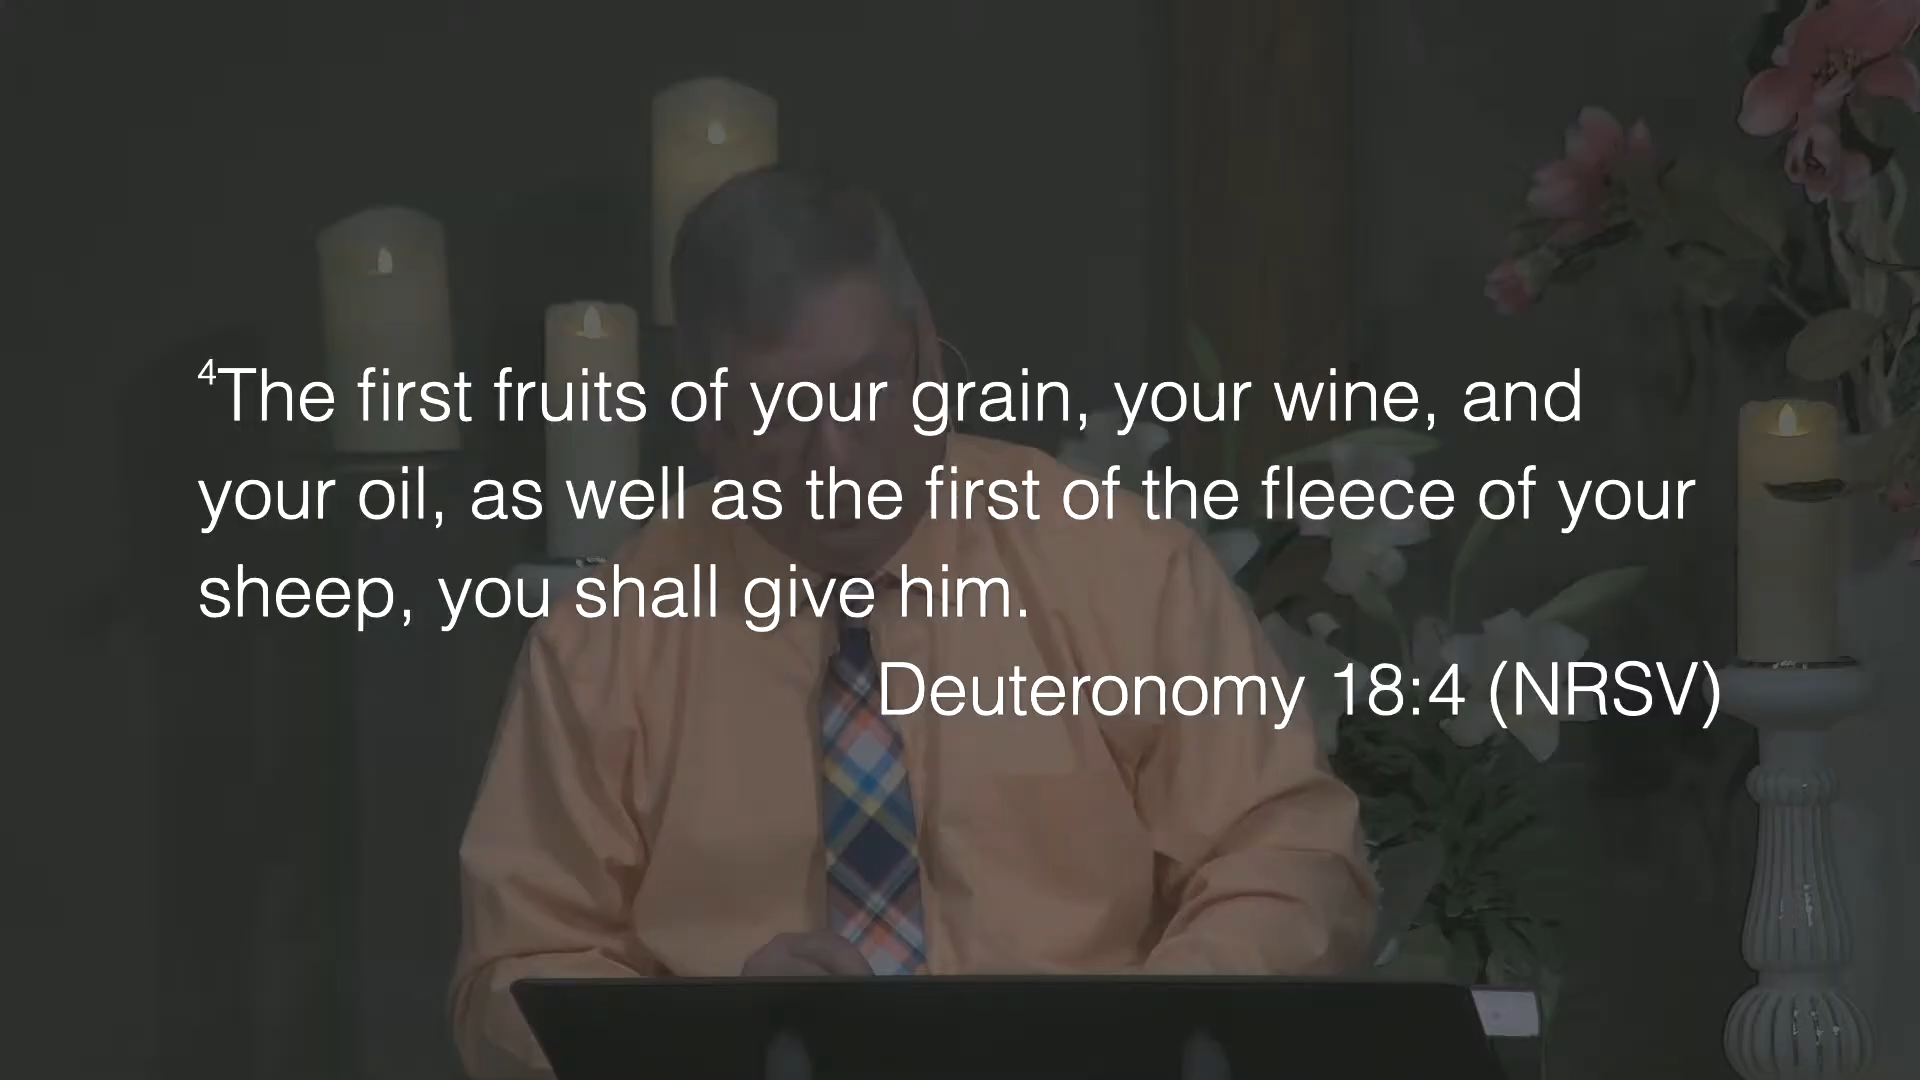 ⁴The first fruits of your grain, your wine, and
your oil, as well as the first of the fleece of your
sheep, you shall give him.
Deuteronomy 18:4 (NRSV)